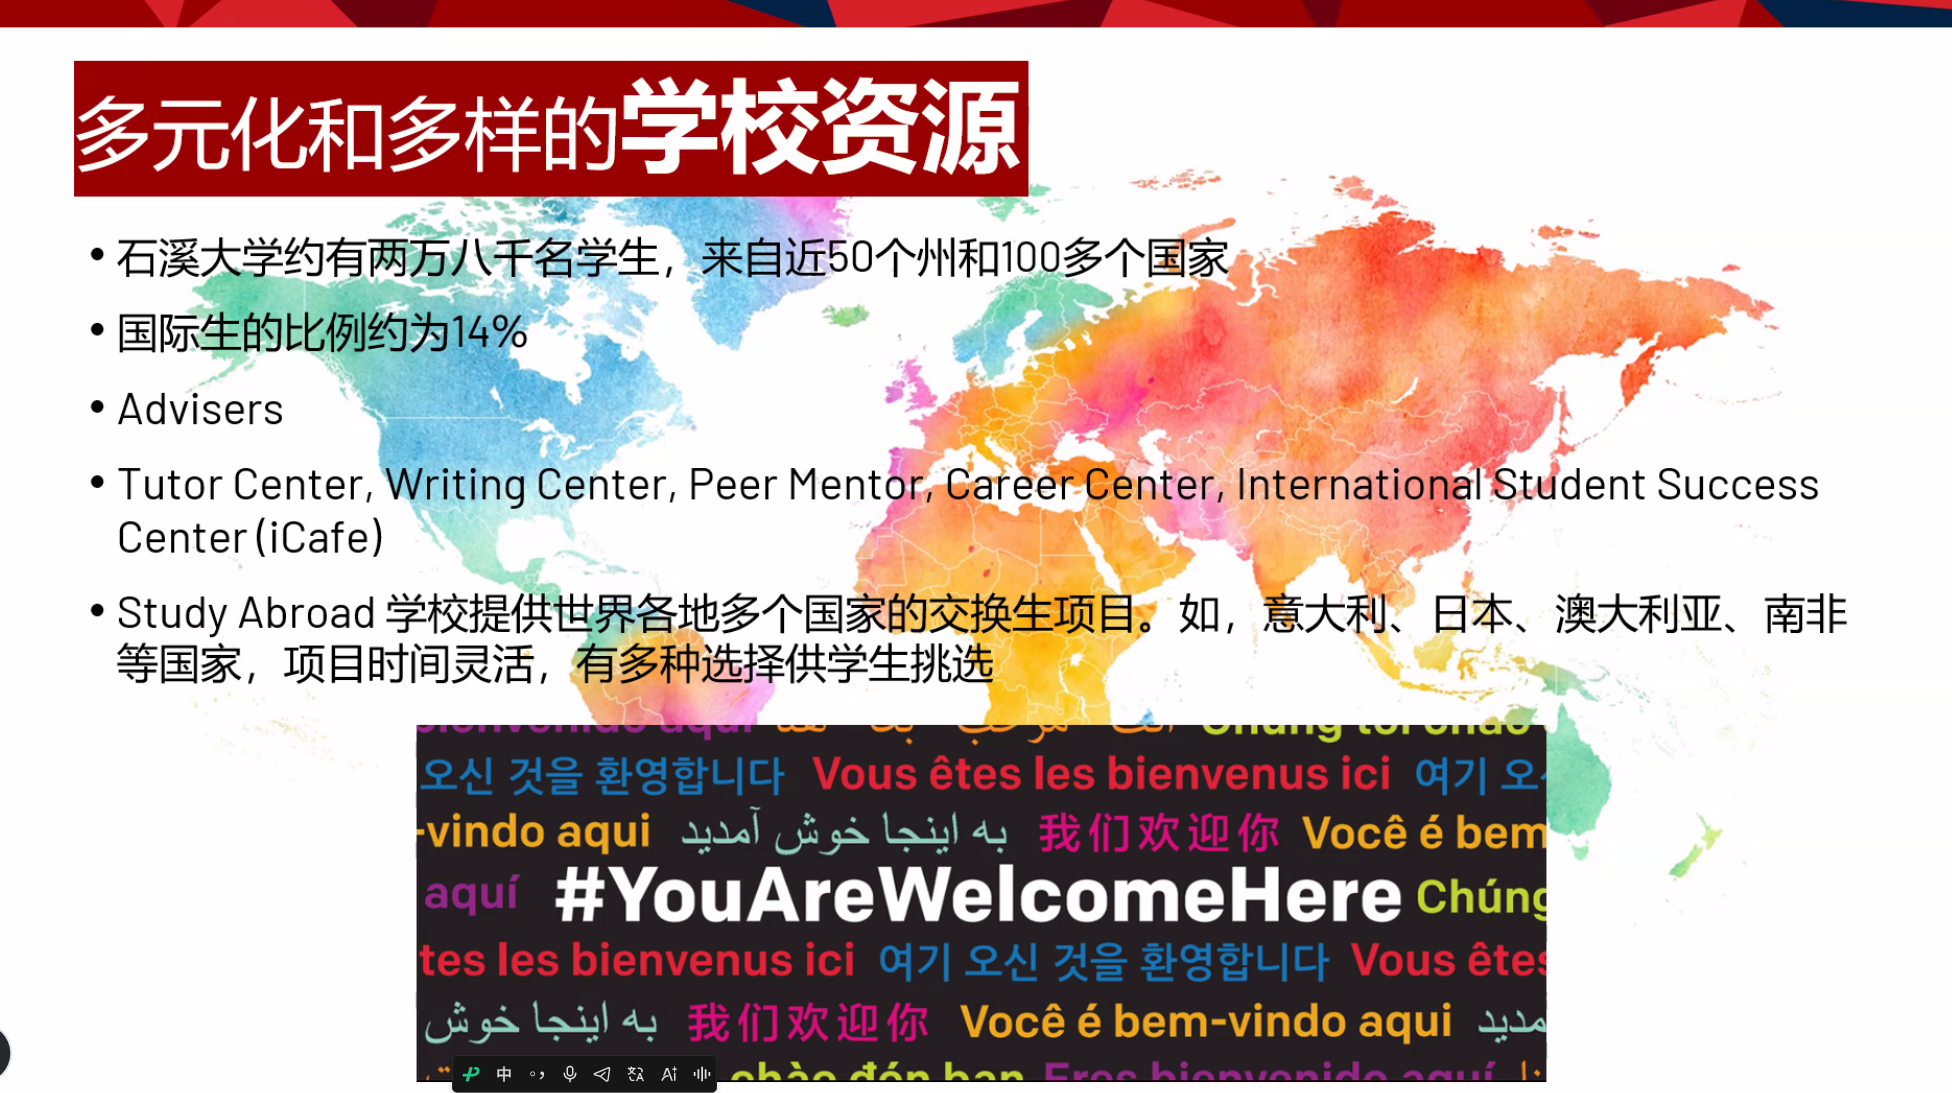 多元化和多样的学校资源
• 石溪大学约有两万八千名学生，来自近50个州和100多个国家
• 国际生的比例约为14%
• Advisers
• Tutor Center, Writing Center, Peer Mentor, Career Center, International Student Success
Center (iCafe)
• Study Abroad 学校提供世界各地多个国家的交换生项目。如，意大利、日本、澳大利亚、南非
等国家，项目时间灵活，有多种选择供学生挑选
오신 것을 환영합니다 Vous êtes les bienvenus ici 여기 오
-vindo aqui به اینجا خوش آمدید 我们欢迎你 Você é bem
aquí #YouAreWelcomeHere Chúng
tes les bienvenus ici 여기 오신 것을 환영합니다 Vous êtes
به اینجا خوش 我们欢迎你 Você é bem-vindo aqui مدید
中 Ai chào đón bạn Eres bienvenido aquí